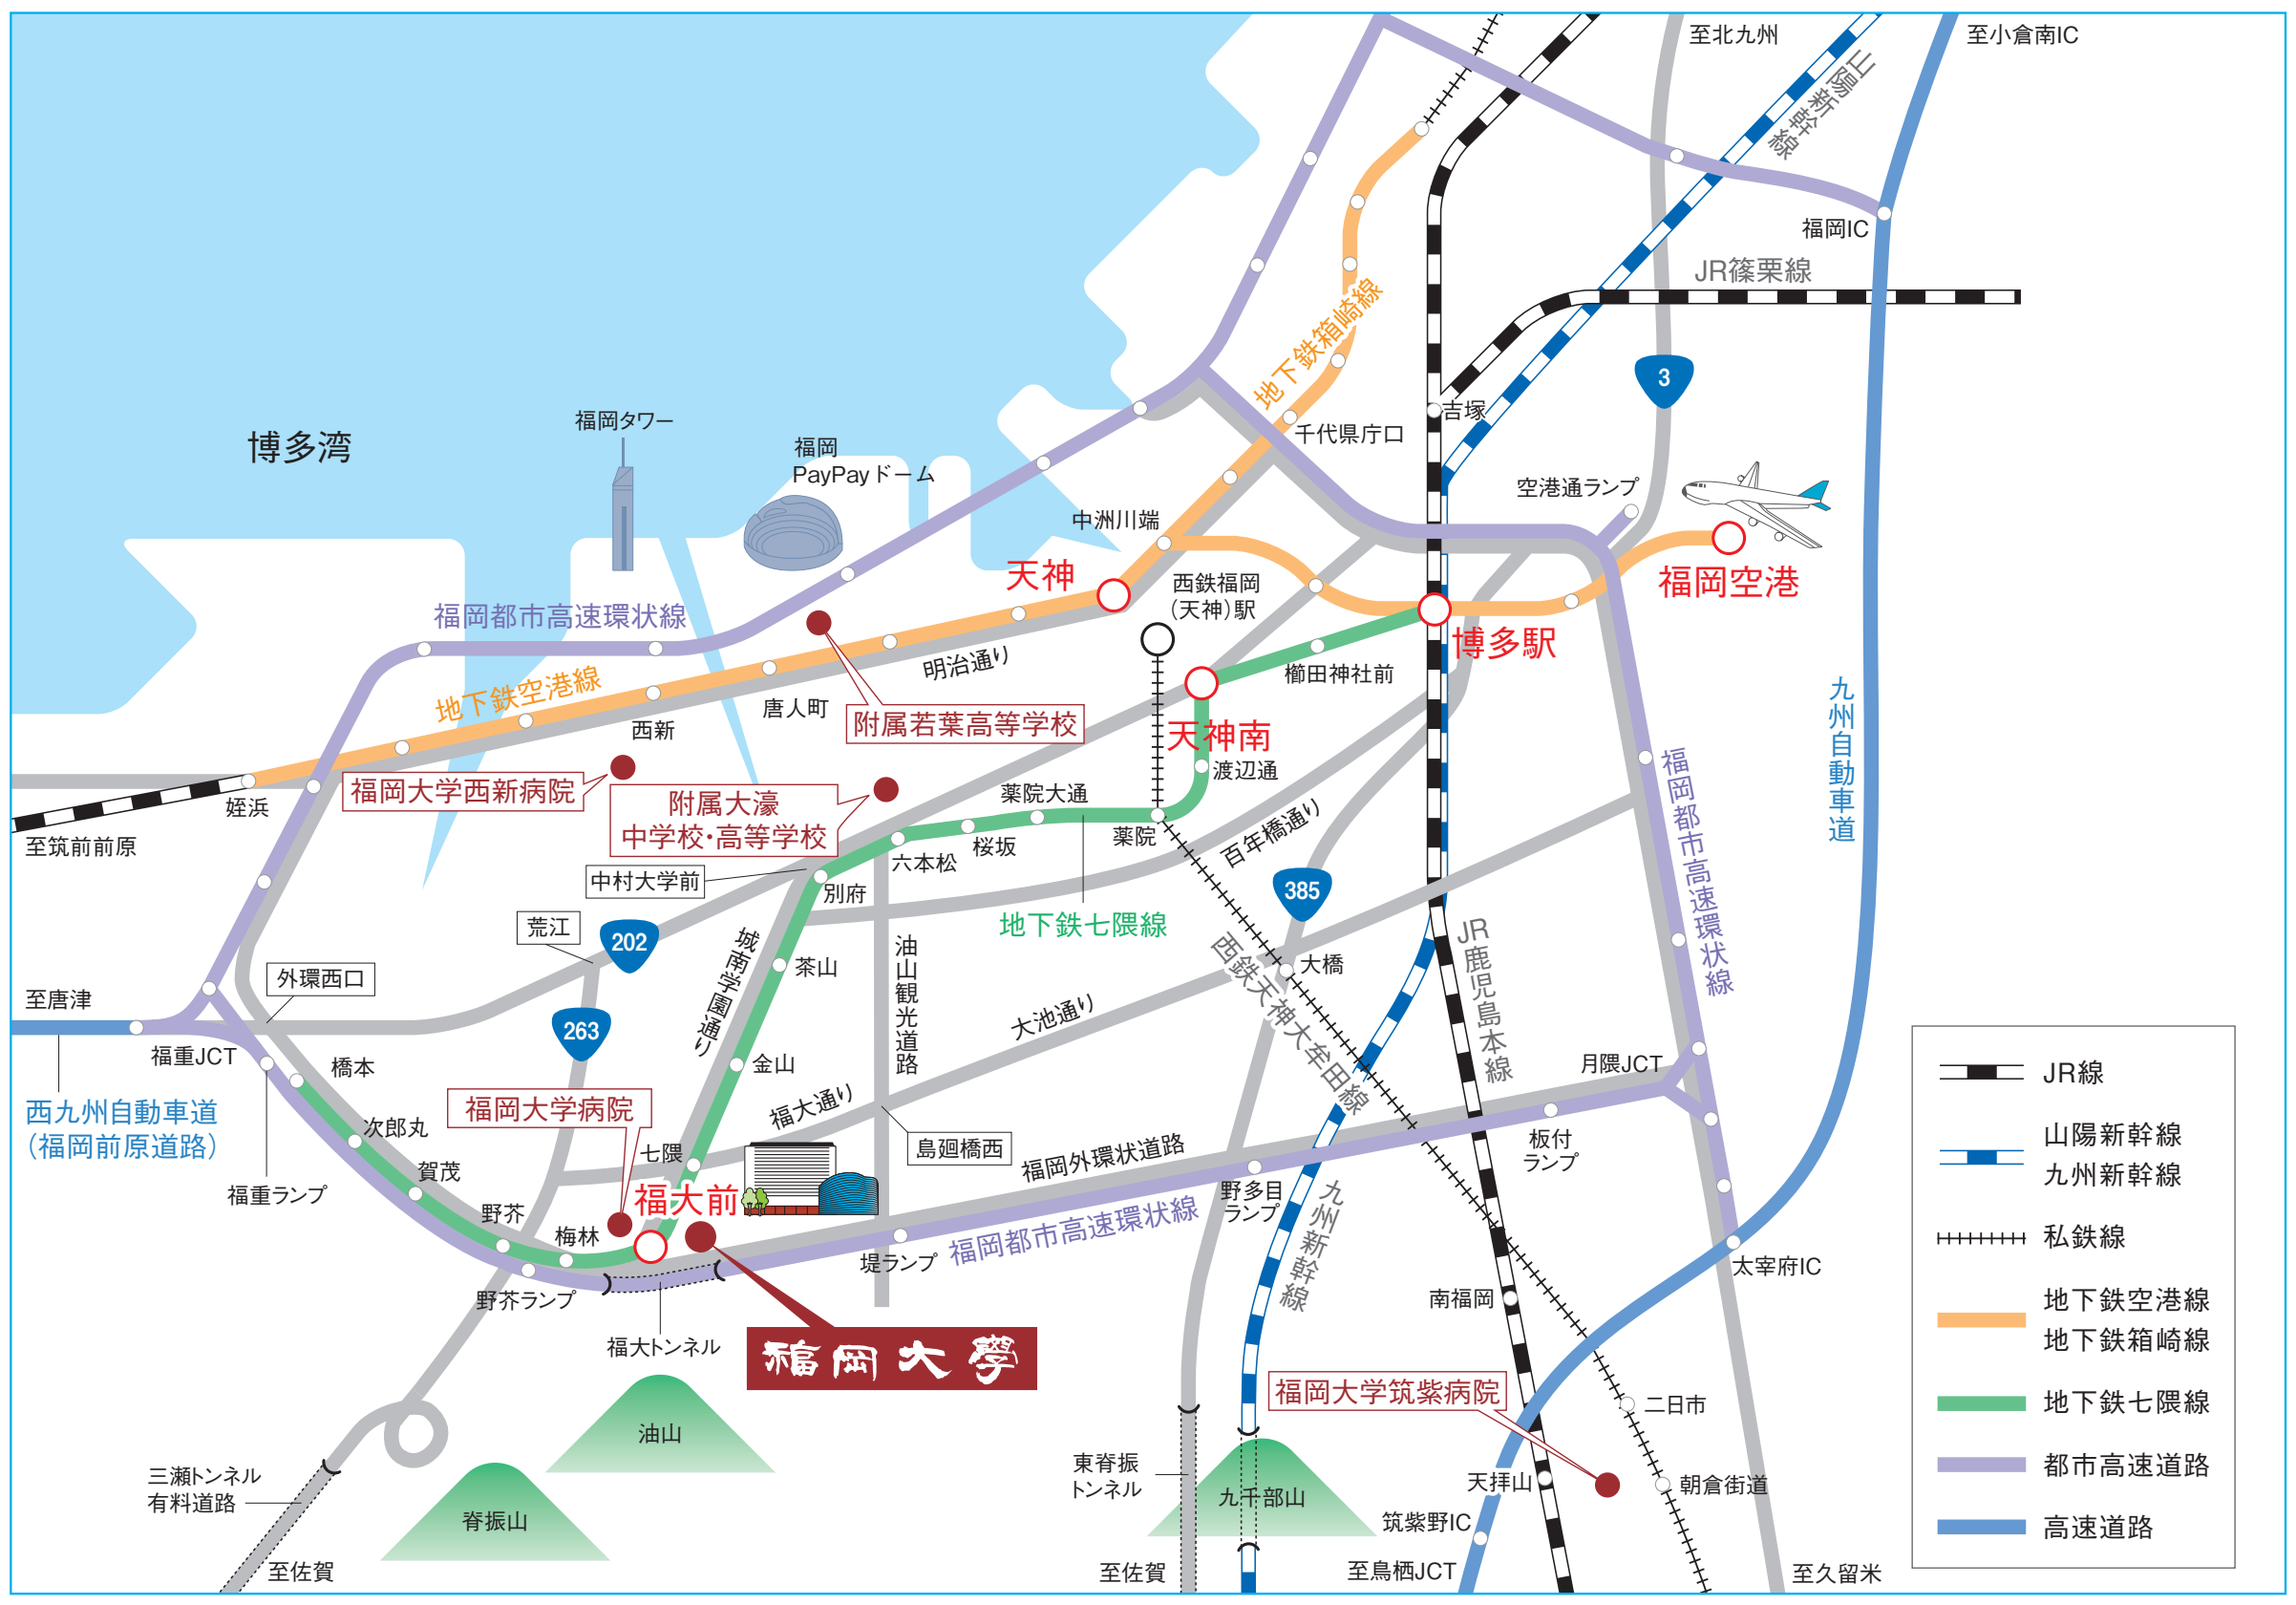 至北九州
至小倉南IC
山陽新幹線
福岡IC
JR篠栗線
地下鉄箱崎線
3
吉塚
千代県庁口
福岡タワー
博多湾
福岡
PayPayドーム
空港通ランプ
中洲川端
天神
西鉄福岡
(天神)駅
福岡空港
福岡都市高速環状線
博多駅
明治通り
櫛田神社前
地下鉄空港線
唐人町
西新
附属若葉高等学校
天神南
渡辺通
九州自動車道
福岡都市高速環状線
福岡大学西新病院
附属大濠
中学校・高等学校
姪浜
至筑前前原
薬院大通
薬院
桜坂
六本松
百年橋通り
中村大学前
別府
385
地下鉄七隈線
荒江
202
城南学園通り
油山観光道路
茶山
西鉄天神大牟田線
大橋
JR鹿児島本線
外環西口
至唐津
263
大池通り
福重JCT
橋本
金山
月隈JCT
西九州自動車道
(福岡前原道路)
福岡大学病院
福大通り
次郎丸
七隈
島廻橋西
福岡外環状道路
板付
ランプ
賀茂
福重ランプ
福大前
野芥
梅林
野多目
ランプ
九州新幹線
福岡都市高速環状線
堤ランプ
太宰府IC
野芥ランプ
南福岡
福大トンネル
福岡大學
福岡大学筑紫病院
二日市
油山
三瀬トンネル
有料道路
東脊振
トンネル
天拝山
朝倉街道
九千部山
脊振山
筑紫野IC
至佐賀
至佐賀
至鳥栖JCT
至久留米
JR線
山陽新幹線
九州新幹線
私鉄線
地下鉄空港線
地下鉄箱崎線
地下鉄七隈線
都市高速道路
高速道路